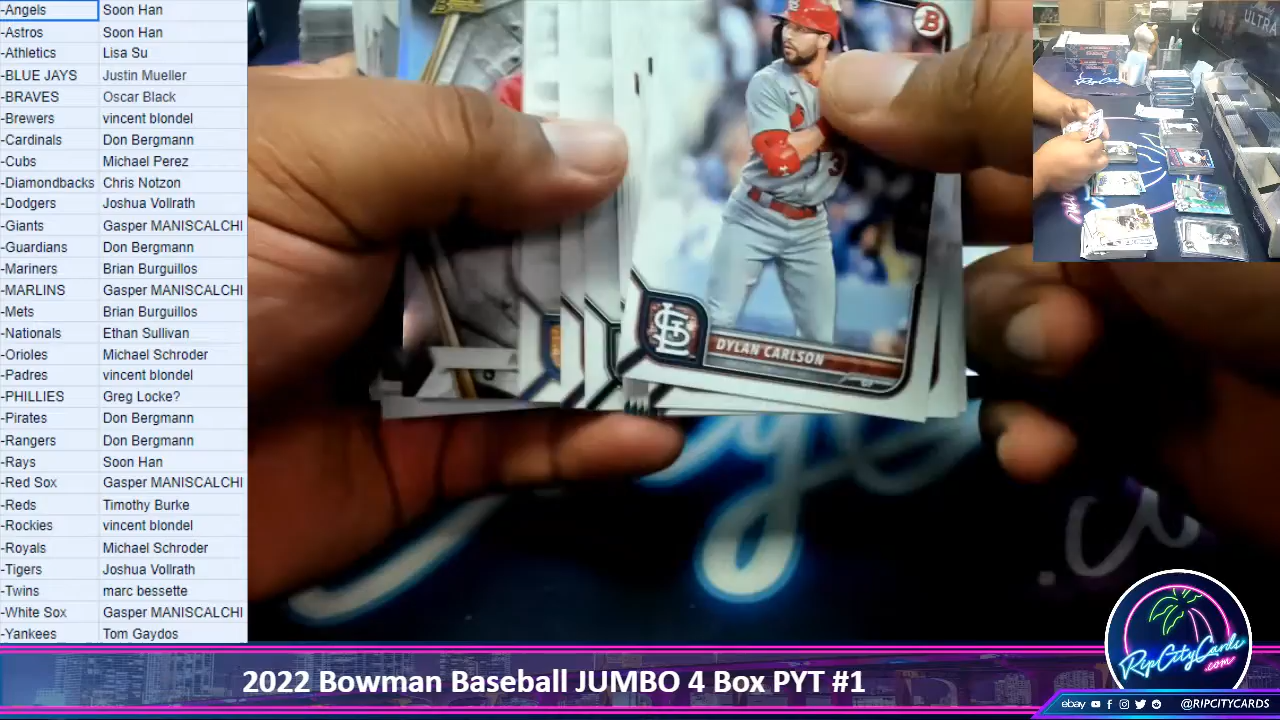 -Angels Soon Han
-Astros Soon Han
-Athletics Lisa Su
-BLUE JAYS Justin Mueller
-BRAVES Oscar Black
-Brewers vincent blondel
-Cardinals Don Bergmann
-Cubs Michael Perez
-Diamondbacks Chris Notzon
-Dodgers Joshua Vollrath
-Giants Gasper MANISCALCHI
-Guardians Don Bergmann
-Mariners Brian Burguillos
-MARLINS Gasper MANISCALCHI
-Mets Brian Burguillos
-Nationals Ethan Sullivan
-Orioles Michael Schroder
-Padres vincent blondel
-PHILLIES Greg Locke?
-Pirates Don Bergmann
-Rangers Don Bergmann
-Rays Soon Han
-Red Sox Gasper MANISCALCHI
-Reds Timothy Burke
-Rockies vincent blondel
-Royals Michael Schroder
-Tigers Joshua Vollrath
-Twins marc bessette
-White Sox Gasper MANISCALCHI
-Yankees Tom Gaydos
B
3
STL
DYLAN CARLSON
ULTRA
RipCityCards
.com
2022 Bowman Baseball JUMBO 4 Box PYT #1
ebay @RIPCITYCARDS